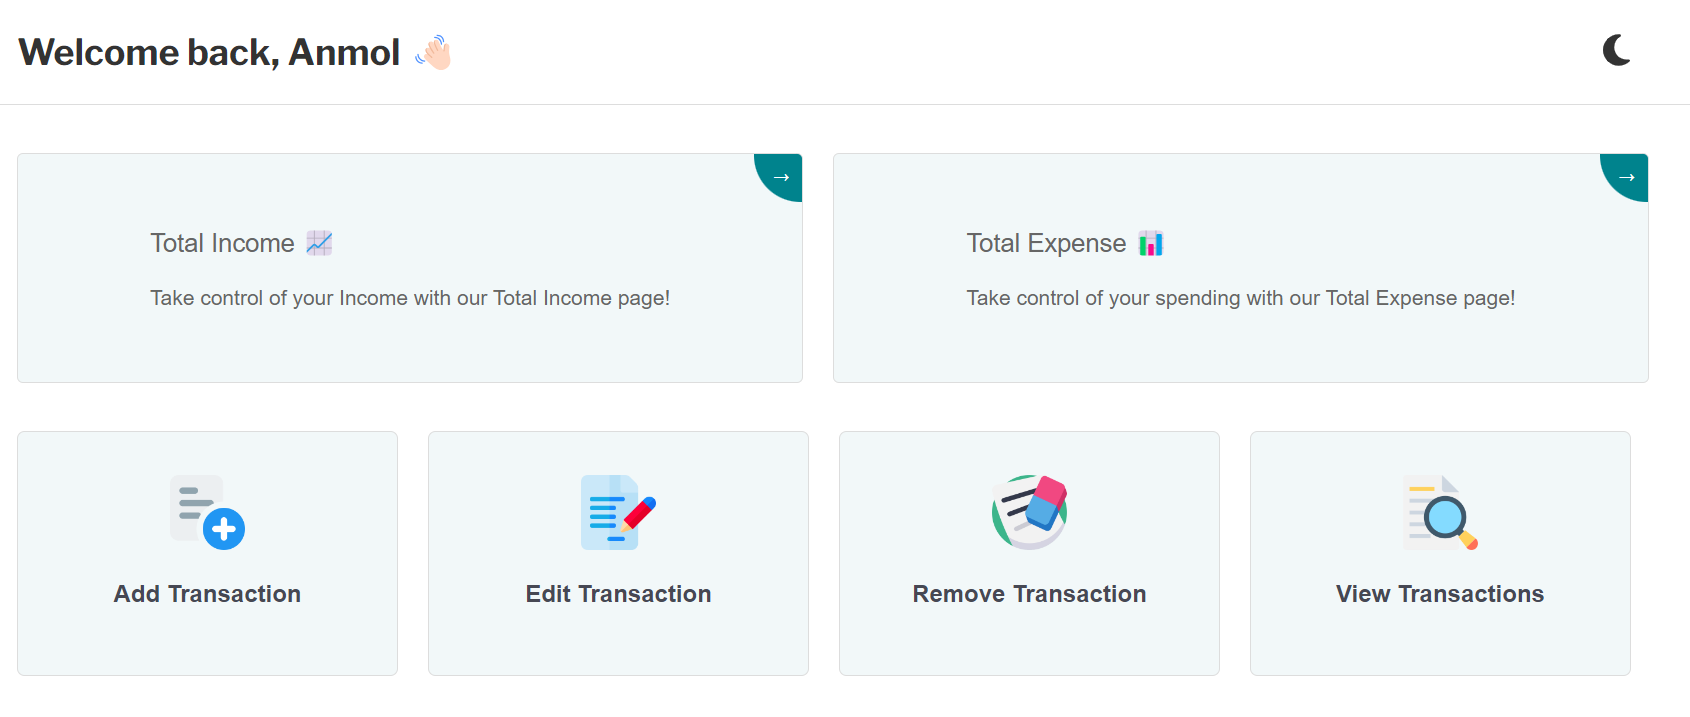 Welcome back, Anmol 👋🏻
→
Total Income 📈
Take control of your Income with our Total Income page!
→
Total Expense 📊
Take control of your spending with our Total Expense page!
Add Transaction
Edit Transaction
Remove Transaction
View Transactions